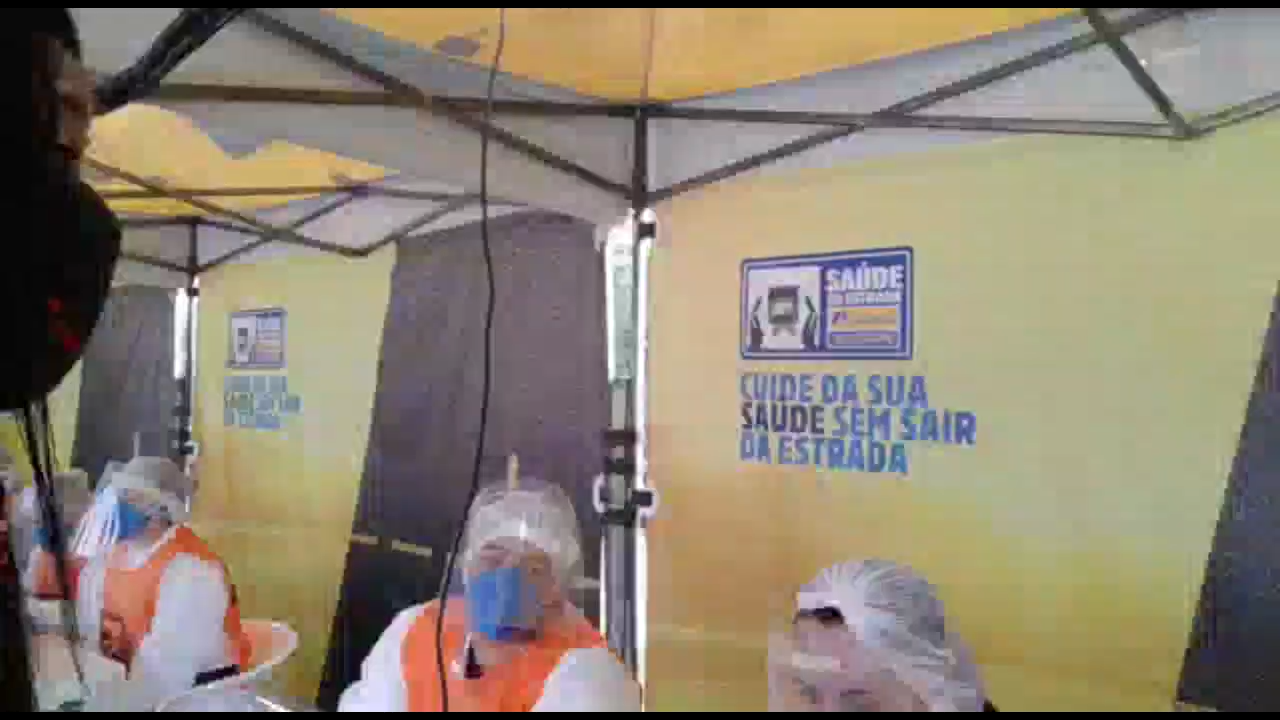 SAÚDE
NA ESTRADA
CUIDE DA SUA
SAÚDE SEM SAIR
DA ESTRADA